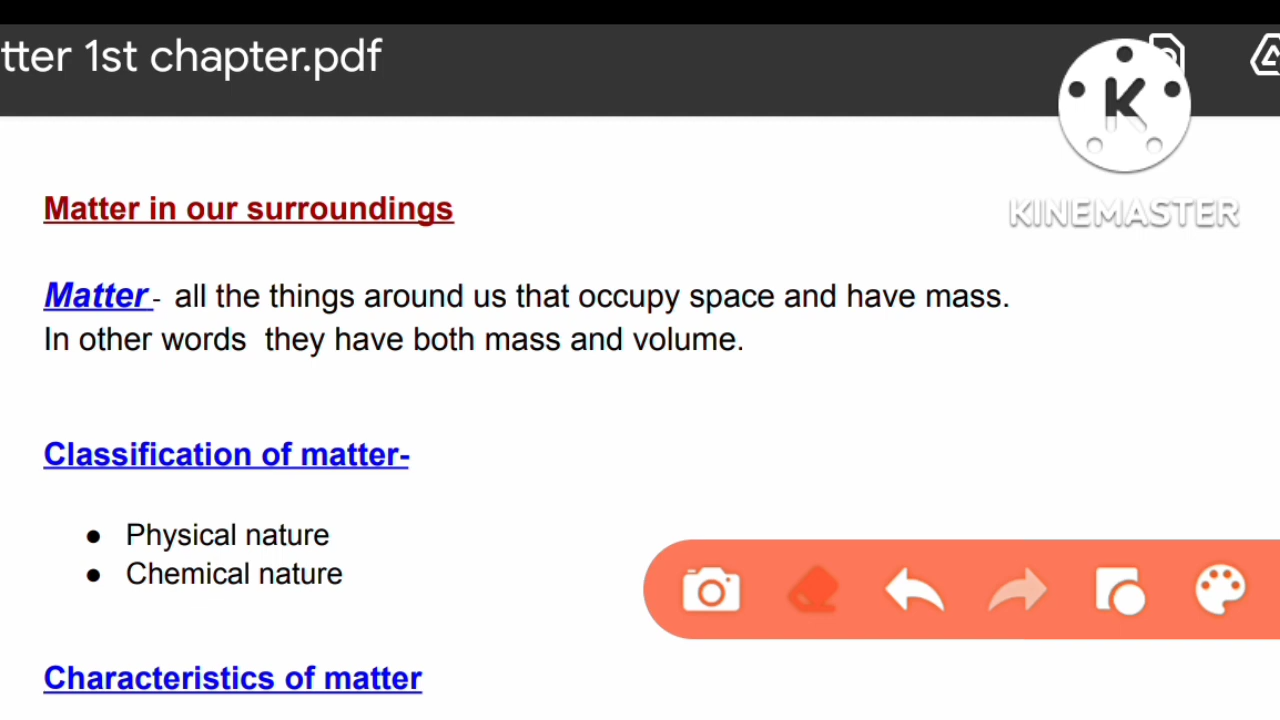 tter 1st chapter.pdf
K
KINEMASTER
Matter in our surroundings
Matter - all the things around us that occupy space and have mass.
In other words they have both mass and volume.
Classification of matter-
● Physical nature
● Chemical nature
Characteristics of matter